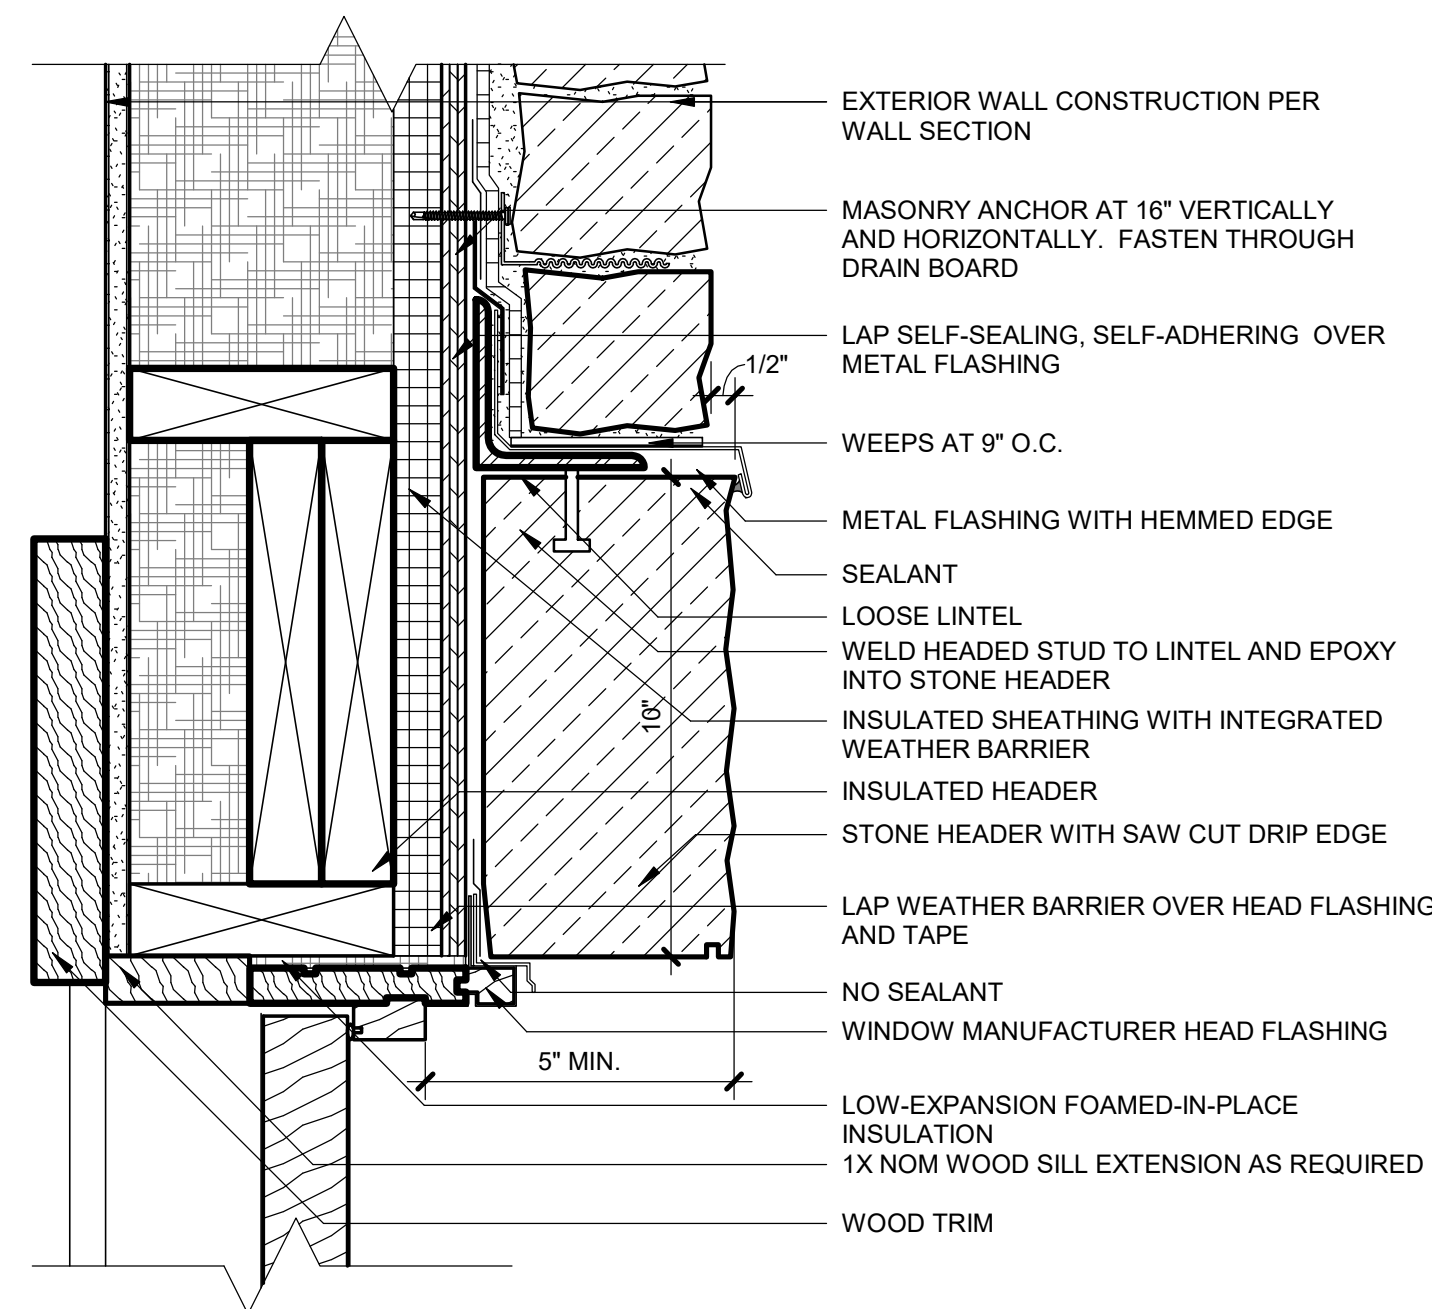 EXTERIOR WALL CONSTRUCTION PER
WALL SECTION
MASONRY ANCHOR AT 16" VERTICALLY
AND HORIZONTALLY. FASTEN THROUGH
DRAIN BOARD
LAP SELF-SEALING, SELF-ADHERING OVER
METAL FLASHING
1/2"
WEEPS AT 9" O.C.
METAL FLASHING WITH HEMMED EDGE
SEALANT
LOOSE LINTEL
WELD HEADED STUD TO LINTEL AND EPOXY
INTO STONE HEADER
10"
INSULATED SHEATHING WITH INTEGRATED
WEATHER BARRIER
INSULATED HEADER
STONE HEADER WITH SAW CUT DRIP EDGE
LAP WEATHER BARRIER OVER HEAD FLASHING
AND TAPE
NO SEALANT
WINDOW MANUFACTURER HEAD FLASHING
5" MIN.
LOW-EXPANSION FOAMED-IN-PLACE
INSULATION
1X NOM WOOD SILL EXTENSION AS REQUIRED
WOOD TRIM